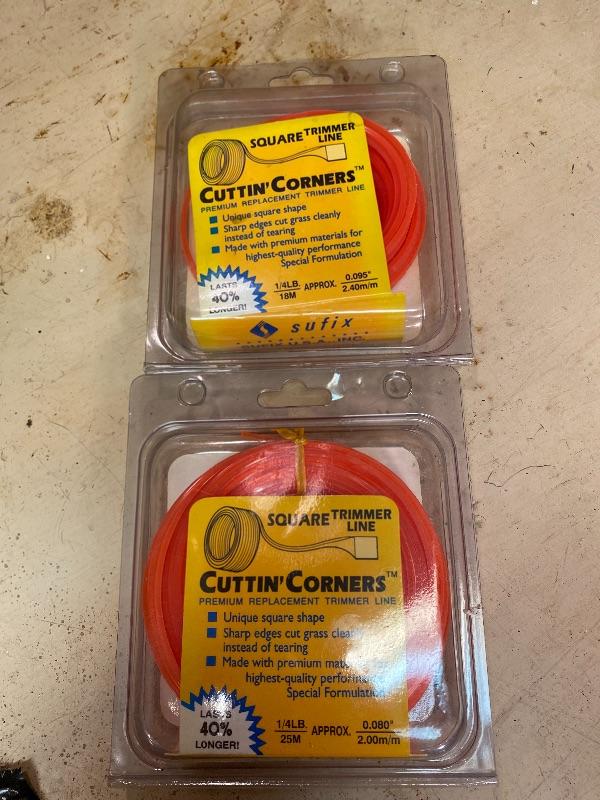 SQUARE TRIMMER
LINE
CUTTIN' CORNERS™
PREMIUM REPLACEMENT TRIMMER LINE
Unique square shape
Sharp edges cut grass cleanly
instead of tearing
Made with premium materials for
highest-quality performance
Special Formulation
LASTS
40%
LONGER!
1/4LB. APPROX. 0.095"
18M 2.40m/m
sufix
SUFIX U.S.A., INC.
SQUARE TRIMMER
LINE
CUTTIN' CORNERS™
PREMIUM REPLACEMENT TRIMMER LINE
Unique square shape
Sharp edges cut grass cleanly
instead of tearing
Made with premium
highest-quality performance
Special Formulation
LASTS
40%
LONGER!
1/4LB. APPROX. 0.080"
25M 2.00m/m